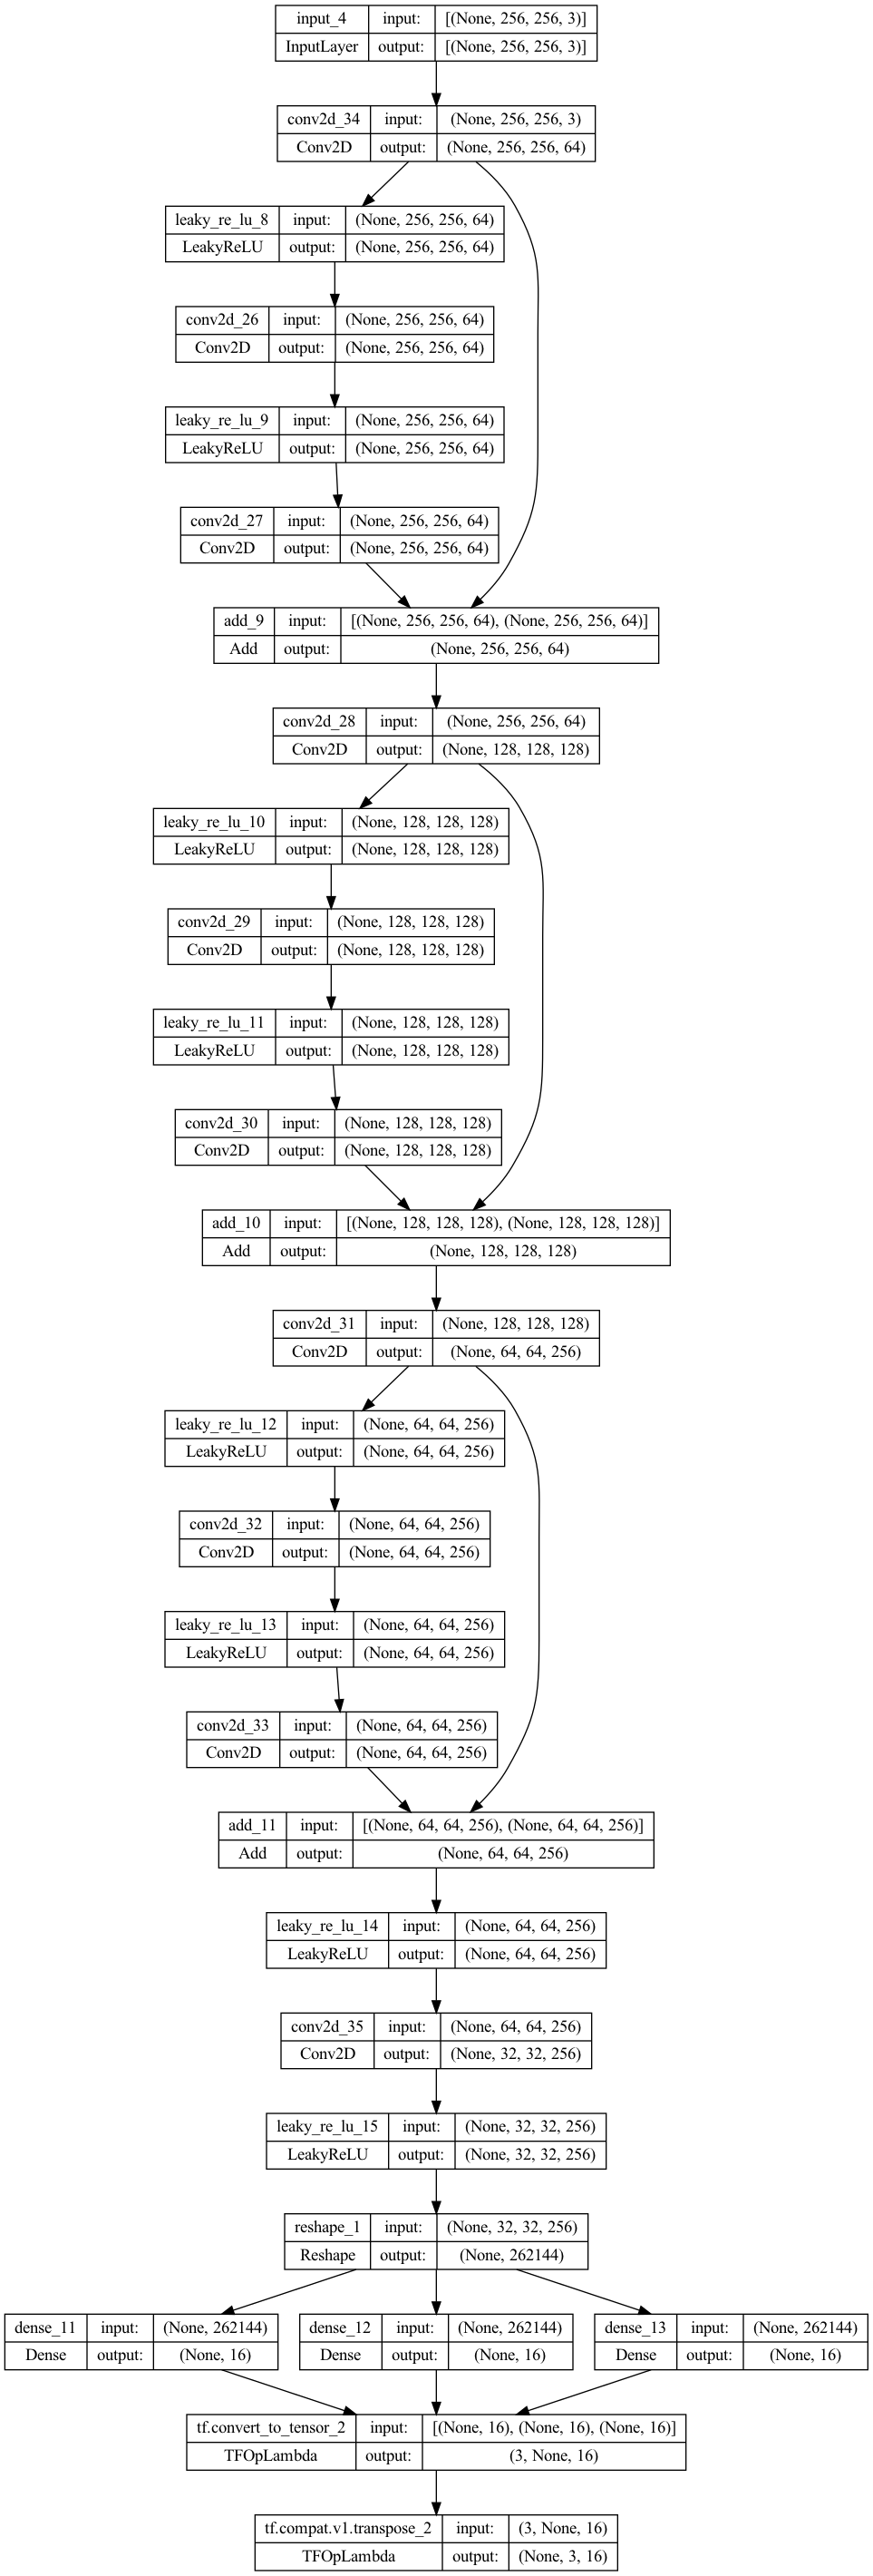 input_4 input: [(None, 256, 256, 3)]
InputLayer output: [(None, 256, 256, 3)]
conv2d_34 input: (None, 256, 256, 3)
Conv2D output: (None, 256, 256, 64)
leaky_re_lu_8 input: (None, 256, 256, 64)
LeakyReLU output: (None, 256, 256, 64)
conv2d_26 input: (None, 256, 256, 64)
Conv2D output: (None, 256, 256, 64)
leaky_re_lu_9 input: (None, 256, 256, 64)
LeakyReLU output: (None, 256, 256, 64)
conv2d_27 input: (None, 256, 256, 64)
Conv2D output: (None, 256, 256, 64)
add_9 input: [(None, 256, 256, 64), (None, 256, 256, 64)]
Add output: (None, 256, 256, 64)
conv2d_28 input: (None, 256, 256, 64)
Conv2D output: (None, 128, 128, 128)
leaky_re_lu_10 input: (None, 128, 128, 128)
LeakyReLU output: (None, 128, 128, 128)
conv2d_29 input: (None, 128, 128, 128)
Conv2D output: (None, 128, 128, 128)
leaky_re_lu_11 input: (None, 128, 128, 128)
LeakyReLU output: (None, 128, 128, 128)
conv2d_30 input: (None, 128, 128, 128)
Conv2D output: (None, 128, 128, 128)
add_10 input: [(None, 128, 128, 128), (None, 128, 128, 128)]
Add output: (None, 128, 128, 128)
conv2d_31 input: (None, 128, 128, 128)
Conv2D output: (None, 64, 64, 256)
leaky_re_lu_12 input: (None, 64, 64, 256)
LeakyReLU output: (None, 64, 64, 256)
conv2d_32 input: (None, 64, 64, 256)
Conv2D output: (None, 64, 64, 256)
leaky_re_lu_13 input: (None, 64, 64, 256)
LeakyReLU output: (None, 64, 64, 256)
conv2d_33 input: (None, 64, 64, 256)
Conv2D output: (None, 64, 64, 256)
add_11 input: [(None, 64, 64, 256), (None, 64, 64, 256)]
Add output: (None, 64, 64, 256)
leaky_re_lu_14 input: (None, 64, 64, 256)
LeakyReLU output: (None, 64, 64, 256)
conv2d_35 input: (None, 64, 64, 256)
Conv2D output: (None, 32, 32, 256)
leaky_re_lu_15 input: (None, 32, 32, 256)
LeakyReLU output: (None, 32, 32, 256)
reshape_1 input: (None, 32, 32, 256)
Reshape output: (None, 262144)
dense_11 input: (None, 262144)
Dense output: (None, 16)
dense_12 input: (None, 262144)
Dense output: (None, 16)
dense_13 input: (None, 262144)
Dense output: (None, 16)
tf.convert_to_tensor_2 input: [(None, 16), (None, 16), (None, 16)]
TFOpLambda output: (3, None, 16)
tf.compat.v1.transpose_2 input: (3, None, 16)
TFOpLambda output: (None, 3, 16)